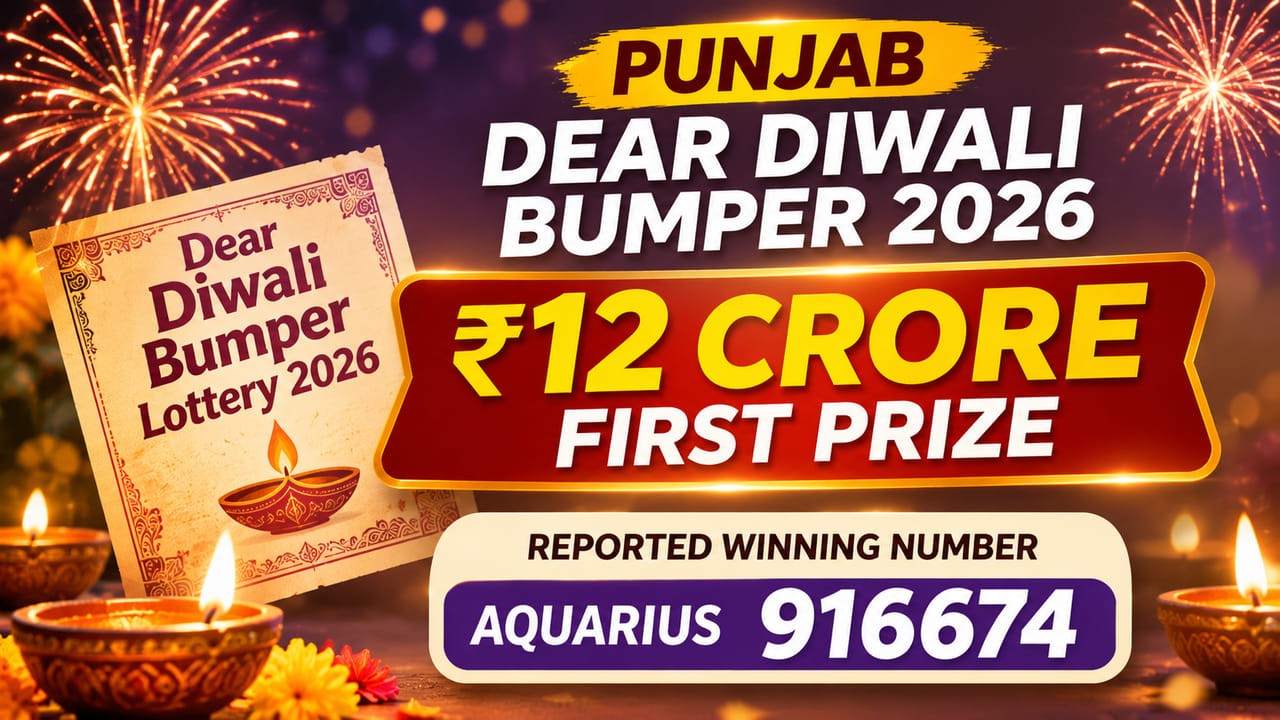 PUNJAB
DEAR DIWALI
BUMPER 2026
₹12 CRORE
FIRST PRIZE
REPORTED WINNING NUMBER
AQUARIUS 916674
Dear
Diwali
Bumper
Lottery 2026